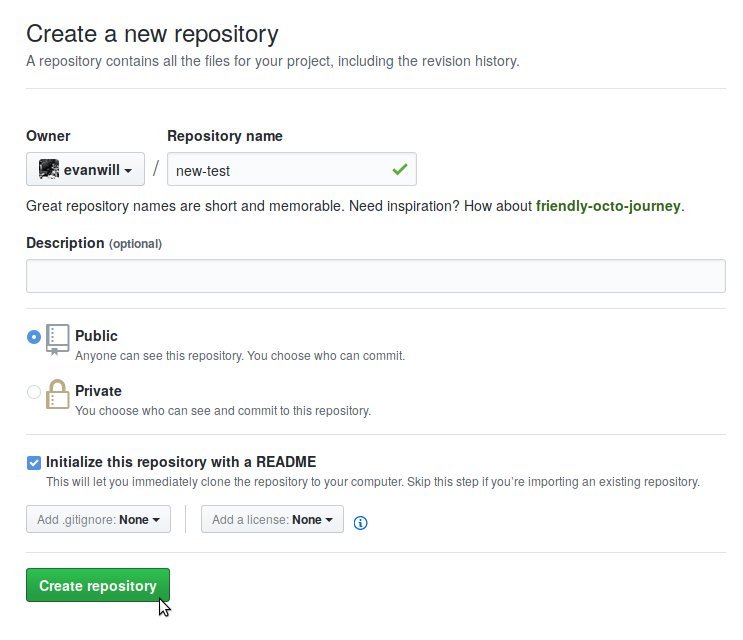 Create a new repository
A repository contains all the files for your project, including the revision history.
Owner
Repository name
evanwill
/
new-test
Great repository names are short and memorable. Need inspiration? How about friendly-octo-journey.
Description (optional)
Public
Anyone can see this repository. You choose who can commit.
Private
You choose who can see and commit to this repository.
Initialize this repository with a README
This will let you immediately clone the repository to your computer. Skip this step if you’re importing an existing repository.
Add .gitignore: None
Add a license: None
Create repository